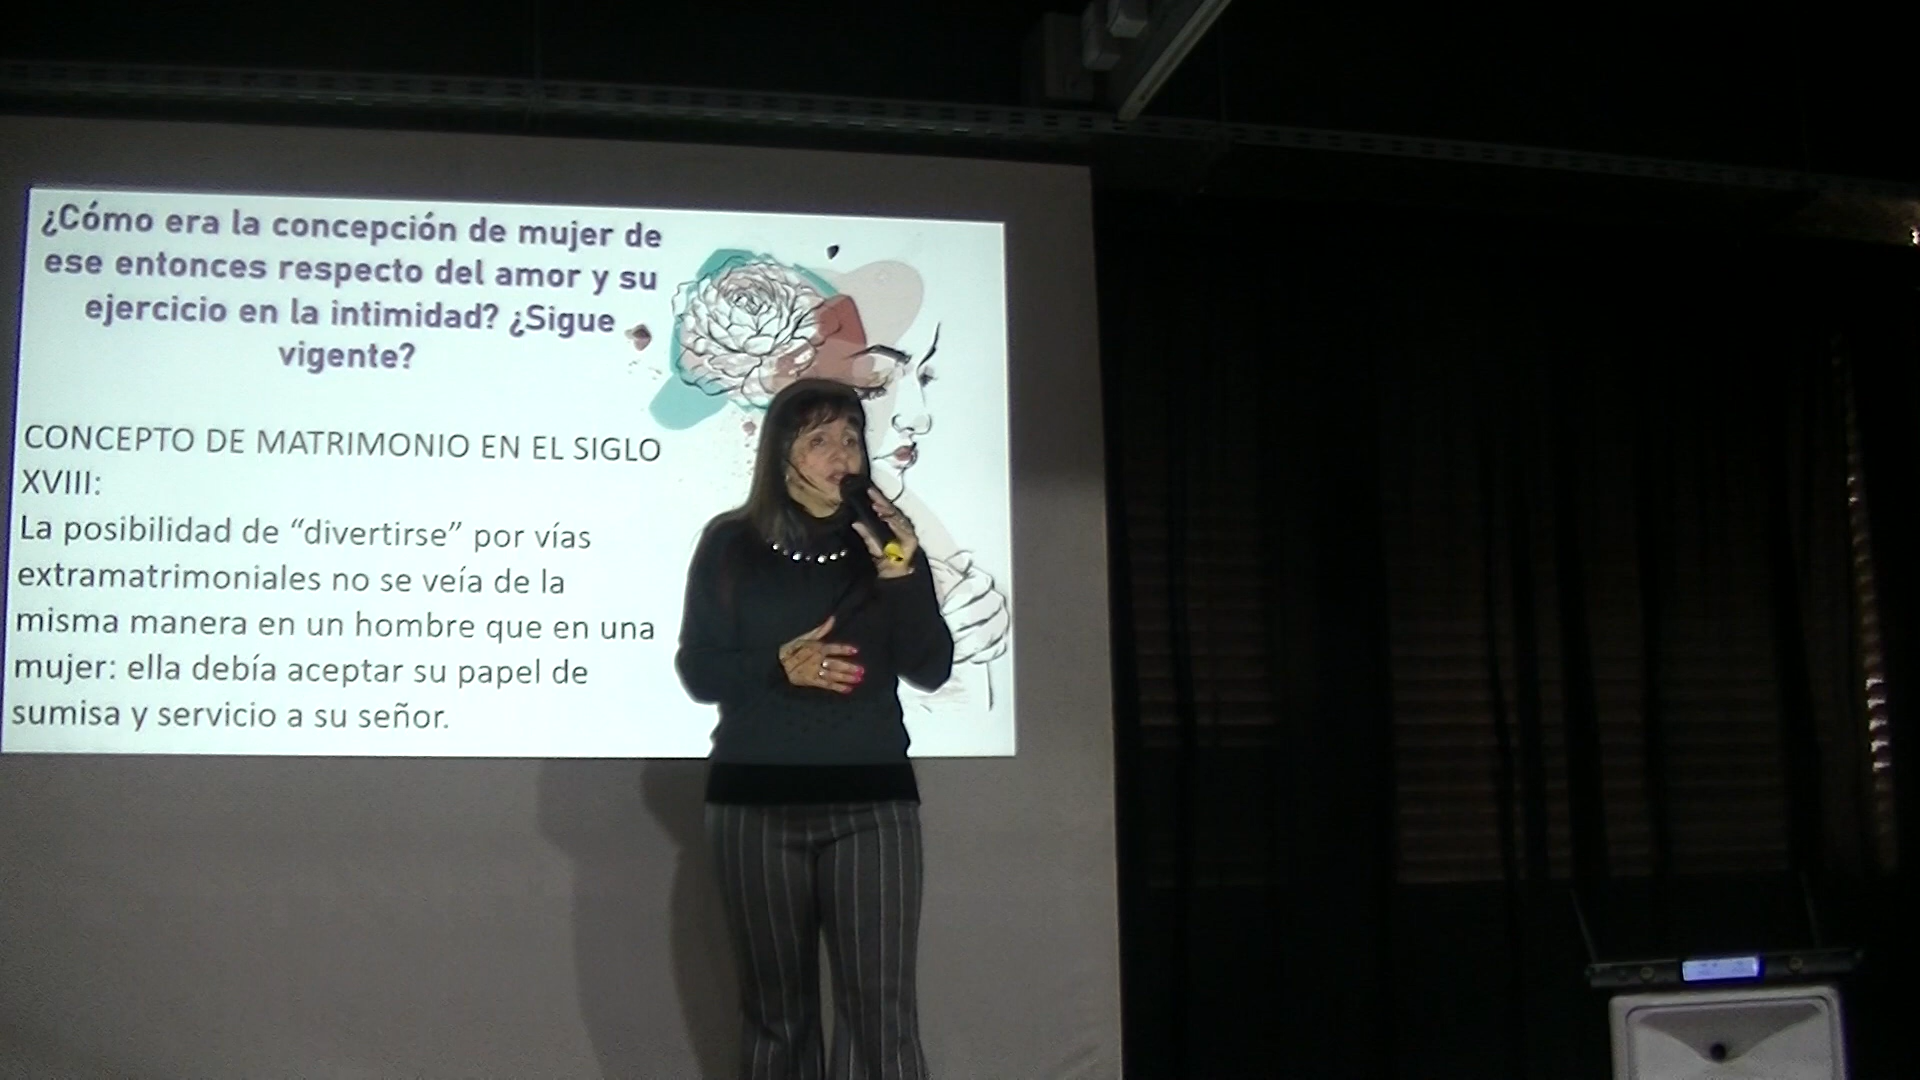 ¿Cómo era la concepción de mujer de
ese entonces respecto del amor y su
ejercicio en la intimidad? ¿Sigue
vigente?
CONCEPTO DE MATRIMONIO EN EL SIGLO
XVIII:
La posibilidad de “divertirse” por vías
extramatrimoniales no se veía de la
misma manera en un hombre que en una
mujer: ella debía aceptar su papel de
sumisa y servicio a su señor.